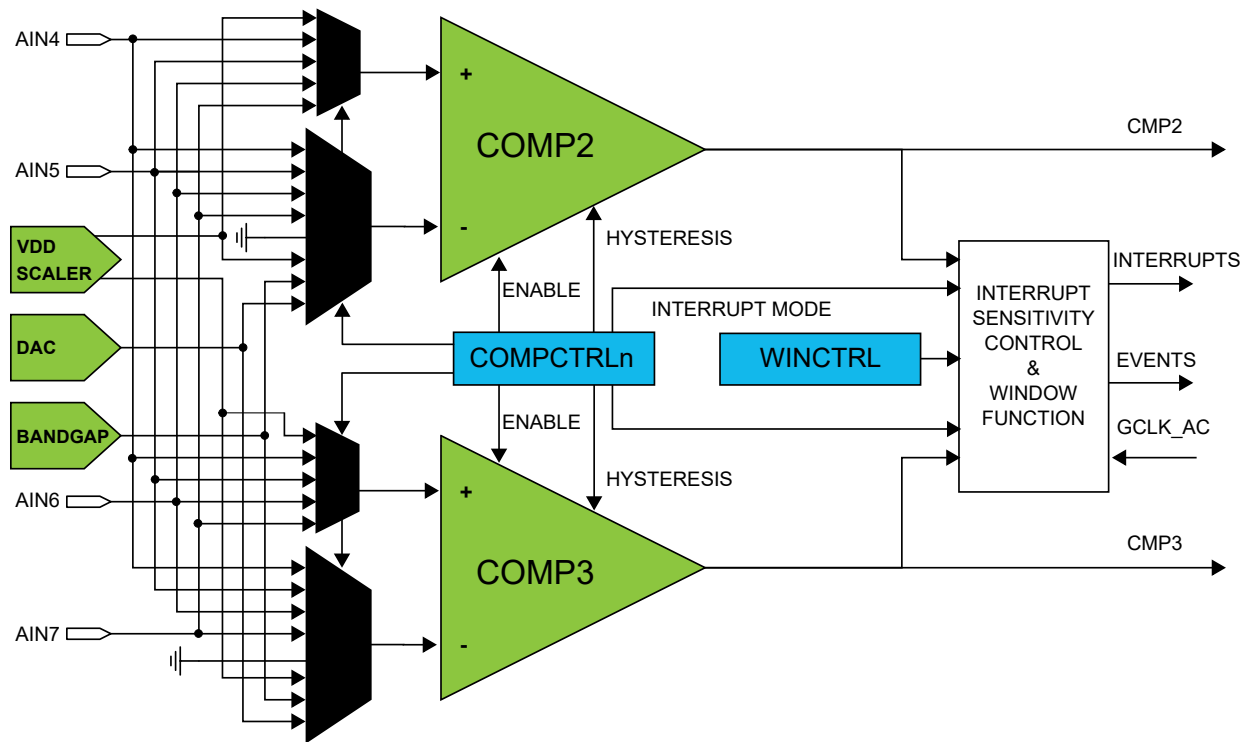 AIN4
+
COMP2
CMP2
AIN5
-
HYSTERESIS
VDD
SCALER
ENABLE
INTERRUPT MODE
INTERRUPTS
INTERRUPT
SENSITIVITY
CONTROL
&
WINDOW
FUNCTION
DAC
COMPCTRLn
WINCTRL
EVENTS
BANDGAP
ENABLE
GCLK_AC
HYSTERESIS
AIN6
+
COMP3
CMP3
AIN7
-